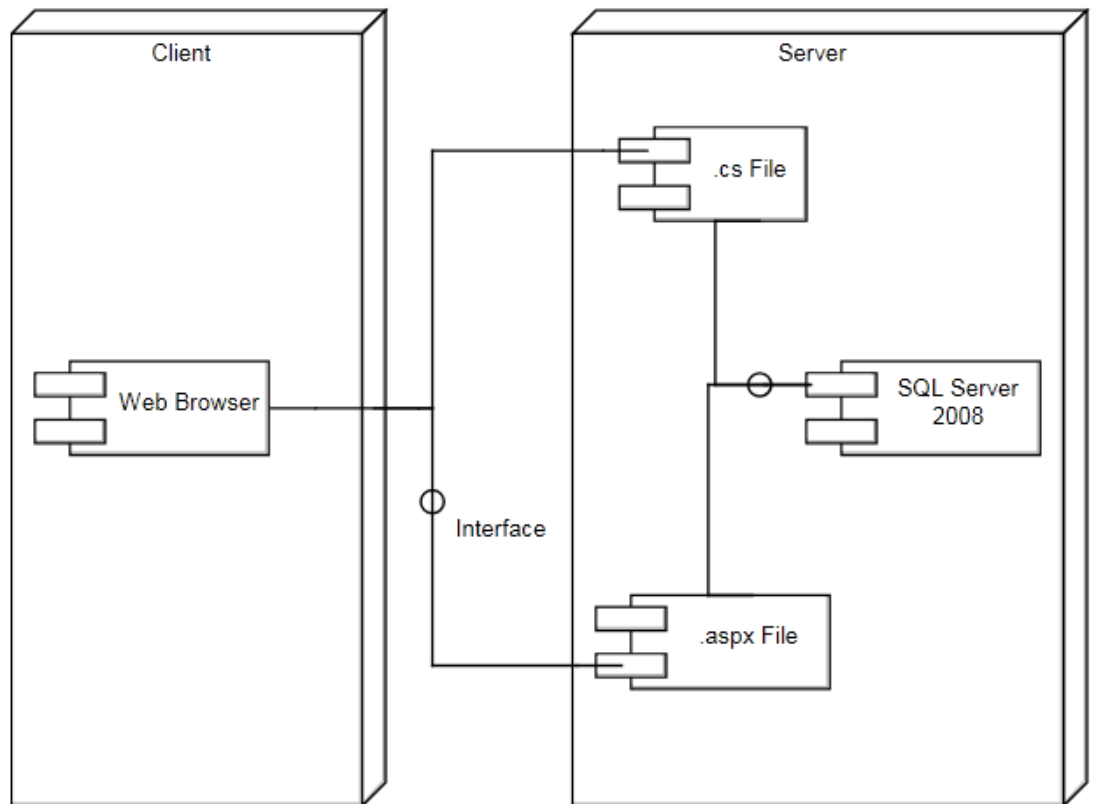 Client
Server
.cs File
Web Browser
SQL Server
2008
Interface
.aspx File